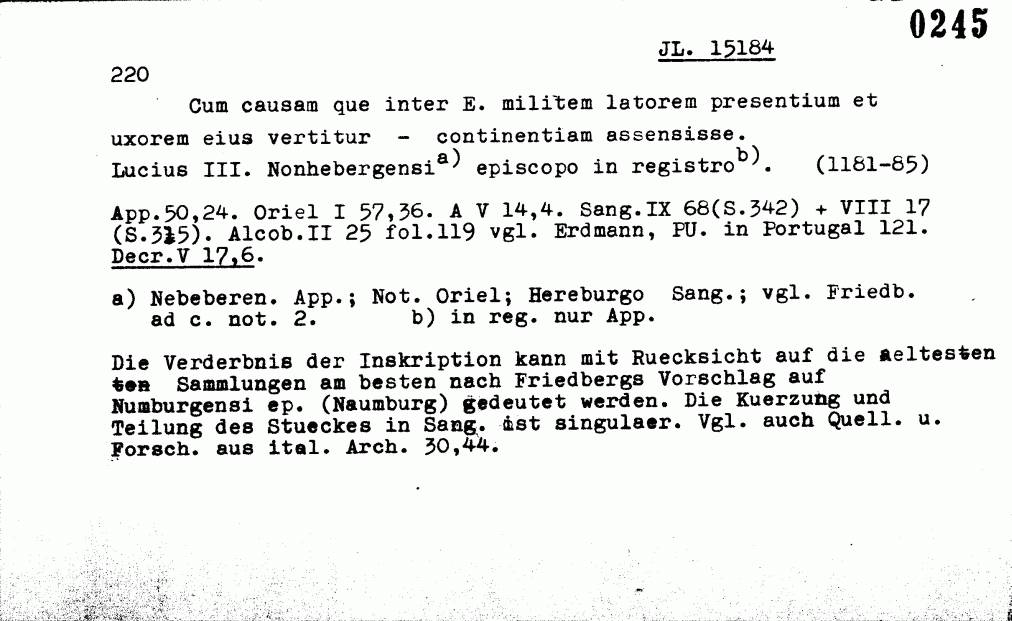 0245
JL. 15184
220
Cum causam que inter E. militem latorem presentium et
uxorem eius vertitur - continentiam assensisse.
Lucius III. Nonhebergensi a) episcopo in registro b). (1181-85)
App.50,24. Oriel I 57,36. A V 14,4. Sang.IX 68(S.342) + VIII 17
(S.315). Alcob.II 25 fol.119 vgl. Erdmann, PU. in Portugal 121.
Decr.V 17,6.
a) Nebeberen. App.; Not. Oriel; Hereburgo Sang.; vgl. Friedb.
ad c. not. 2. b) in reg. nur App.
Die Verderbnis der Inskription kann mit Ruecksicht auf die aeltesten
ten Sammlungen am besten nach Friedbergs Vorschlag auf
Numburgensi ep. (Naumburg) gedeutet werden. Die Kuerzung und
Teilung des Stueckes in Sang. ist singulaer. Vgl. auch Quell. u.
Forsch. aus ital. Arch. 30,44.